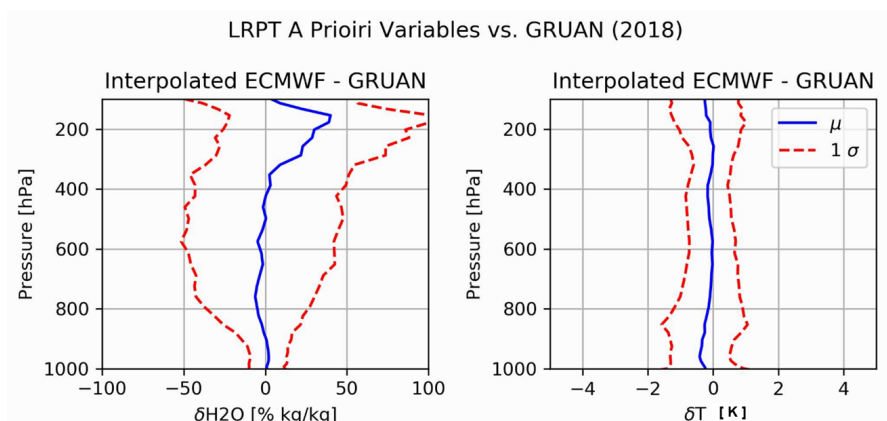 LRPT A Prioiri Variables vs. GRUAN (2018)
Interpolated ECMWF - GRUAN
Pressure [hPa]
200
400
600
800
1000
−100
−50
0
50
100
δH2O [% kg/kg]
Interpolated ECMWF - GRUAN
μ
1 σ
Pressure [hPa]
200
400
600
800
1000
−4
−2
0
2
4
δT [K]